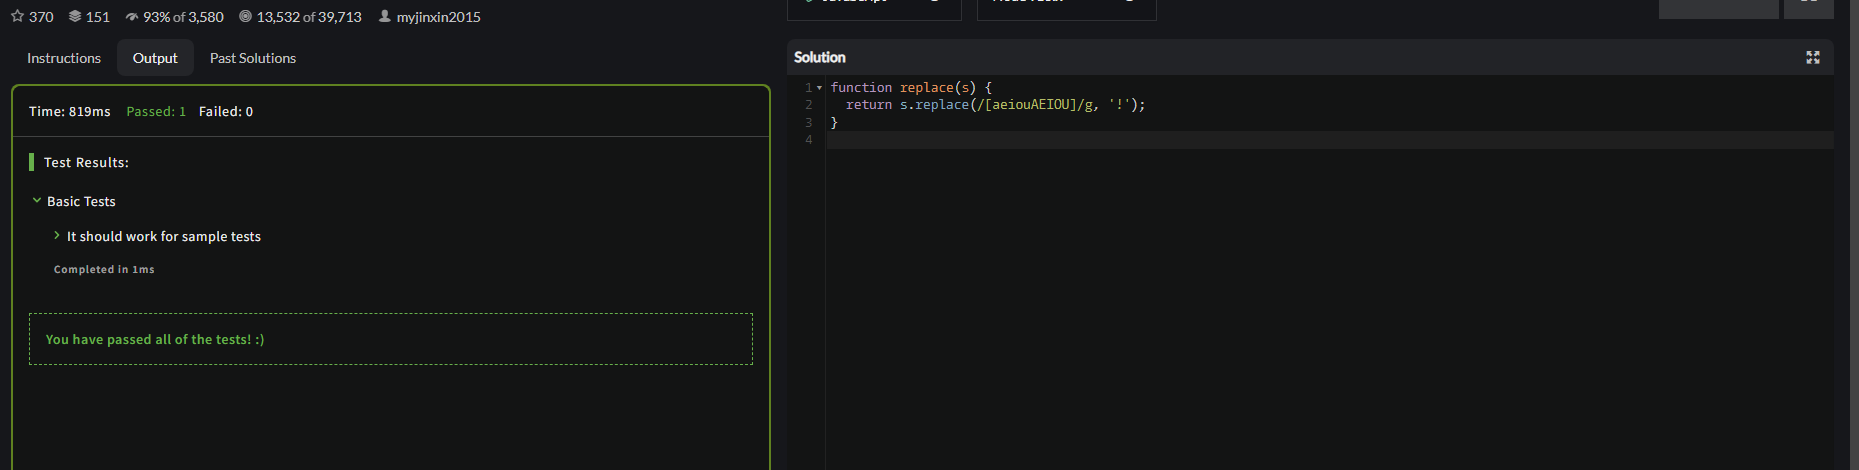 370 151 93% of 3,580 13,532 of 39,713 myjinxin2015
Instructions Output Past Solutions
Time: 819ms Passed: 1 Failed: 0
Test Results:
Basic Tests
It should work for sample tests
Completed in 1ms
You have passed all of the tests! :)
Solution
1 function replace(s) {
2 return s.replace(/[aeiouAEIOU]/g, '!');
3 }
4